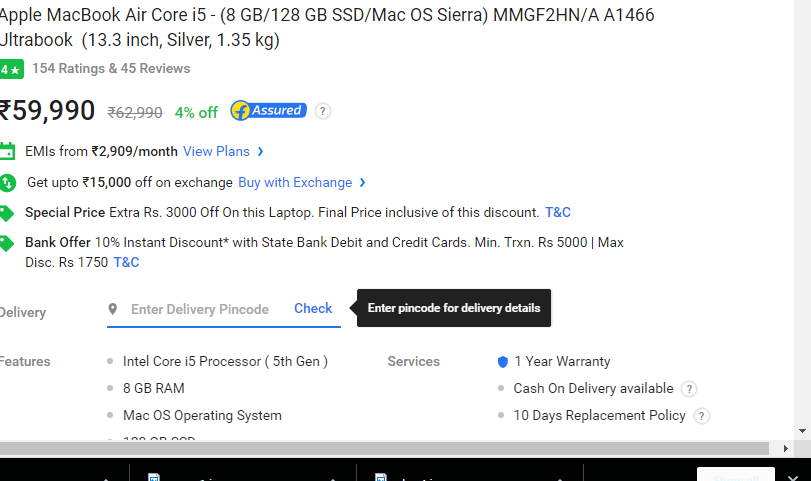 Apple MacBook Air Core i5 - (8 GB/128 GB SSD/Mac OS Sierra) MMGF2HN/A A1466
Ultrabook (13.3 inch, Silver, 1.35 kg)
4★ 154 Ratings & 45 Reviews
₹59,990 ₹62,990 4% off Assured ?
EMIs from ₹2,909/month View Plans
Get upto ₹15,000 off on exchange Buy with Exchange
Special Price Extra Rs. 3000 Off On this Laptop. Final Price inclusive of this discount. T&C
Bank Offer 10% Instant Discount* with State Bank Debit and Credit Cards. Min. Trxn. Rs 5000 | Max
Disc. Rs 1750 T&C
Delivery Enter Delivery Pincode Check Enter pincode for delivery details
Features Intel Core i5 Processor ( 5th Gen ) Services 1 Year Warranty
8 GB RAM Cash On Delivery available ?
Mac OS Operating System 10 Days Replacement Policy ?
128 GB SSD